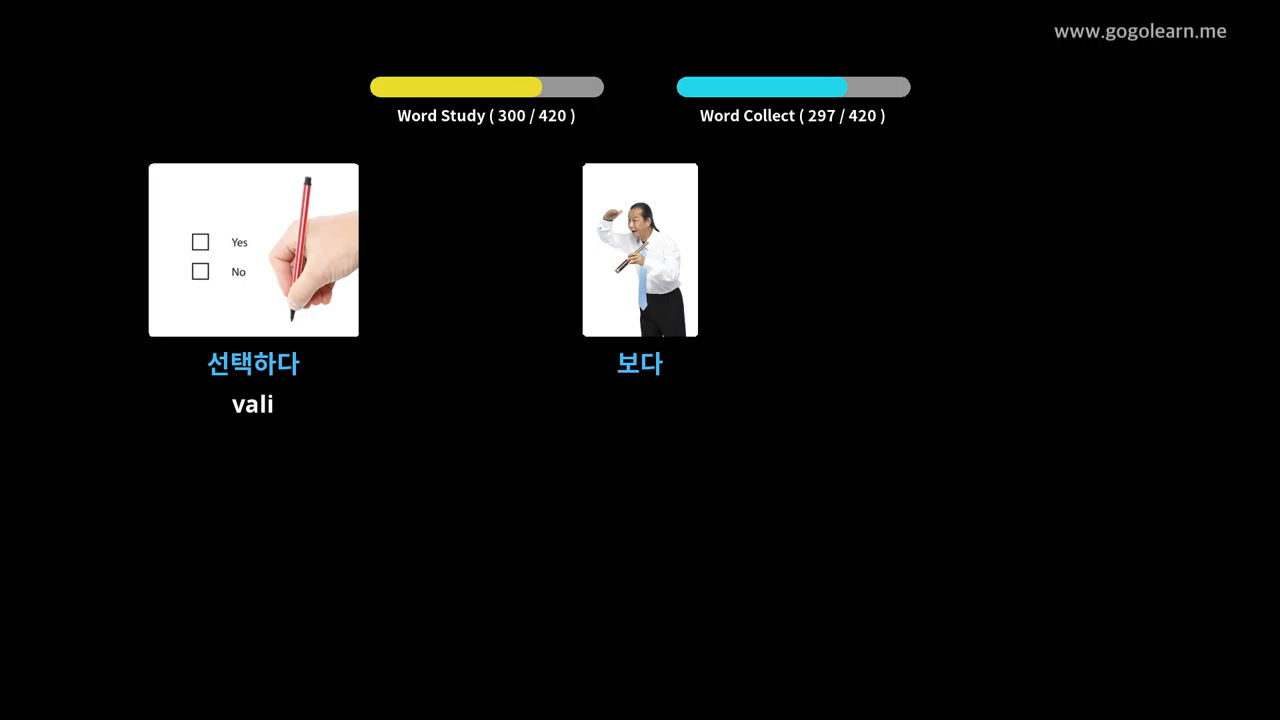 www.gogolearn.me
Word Study ( 300 / 420 )
Word Collect ( 297 / 420 )
Yes
No
선택하다
보다
vali